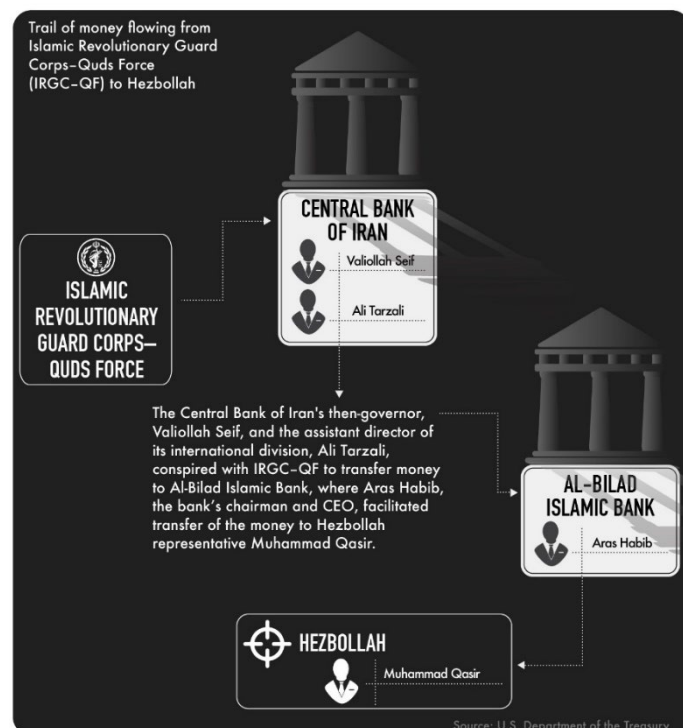 Trail of money flowing from
Islamic Revolutionary Guard
Corps–Quds Force
(IRGC–QF) to Hezbollah
CENTRAL BANK
OF IRAN
Valiollah Seif
Ali Tarzali
ISLAMIC
REVOLUTIONARY
GUARD CORPS—
QUDS FORCE
The Central Bank of Iran's then-governor,
Valiollah Seif, and the assistant director of
its international division, Ali Tarzali,
conspired with IRGC–QF to transfer money
to Al-Bilad Islamic Bank, where Aras Habib,
the bank’s chairman and CEO, facilitated
transfer of the money to Hezbollah
representative Muhammad Qasir.
AL–BILAD
ISLAMIC BANK
Aras Habib
HEZBOLLAH
Muhammad Qasir
Source: U.S. Department of the Treasury